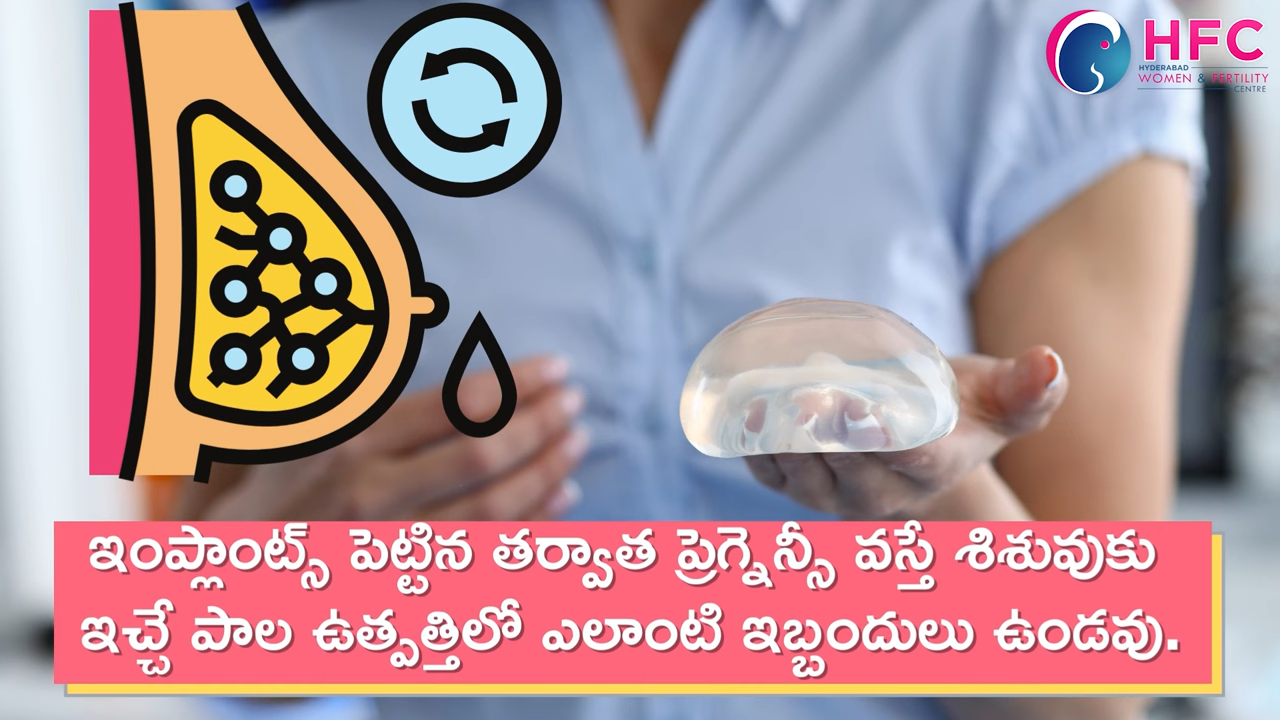 HFC
HYDERABAD
WOMEN & FERTILITY
CENTRE
ఇంప్లాంట్స్ పెట్టిన తర్వాత ప్రెగ్నెన్సీ వస్తే శిశువుకు
ఇచ్చే పాల ఉత్పత్తిలో ఎలాంటి ఇబ్బందులు ఉండవు.